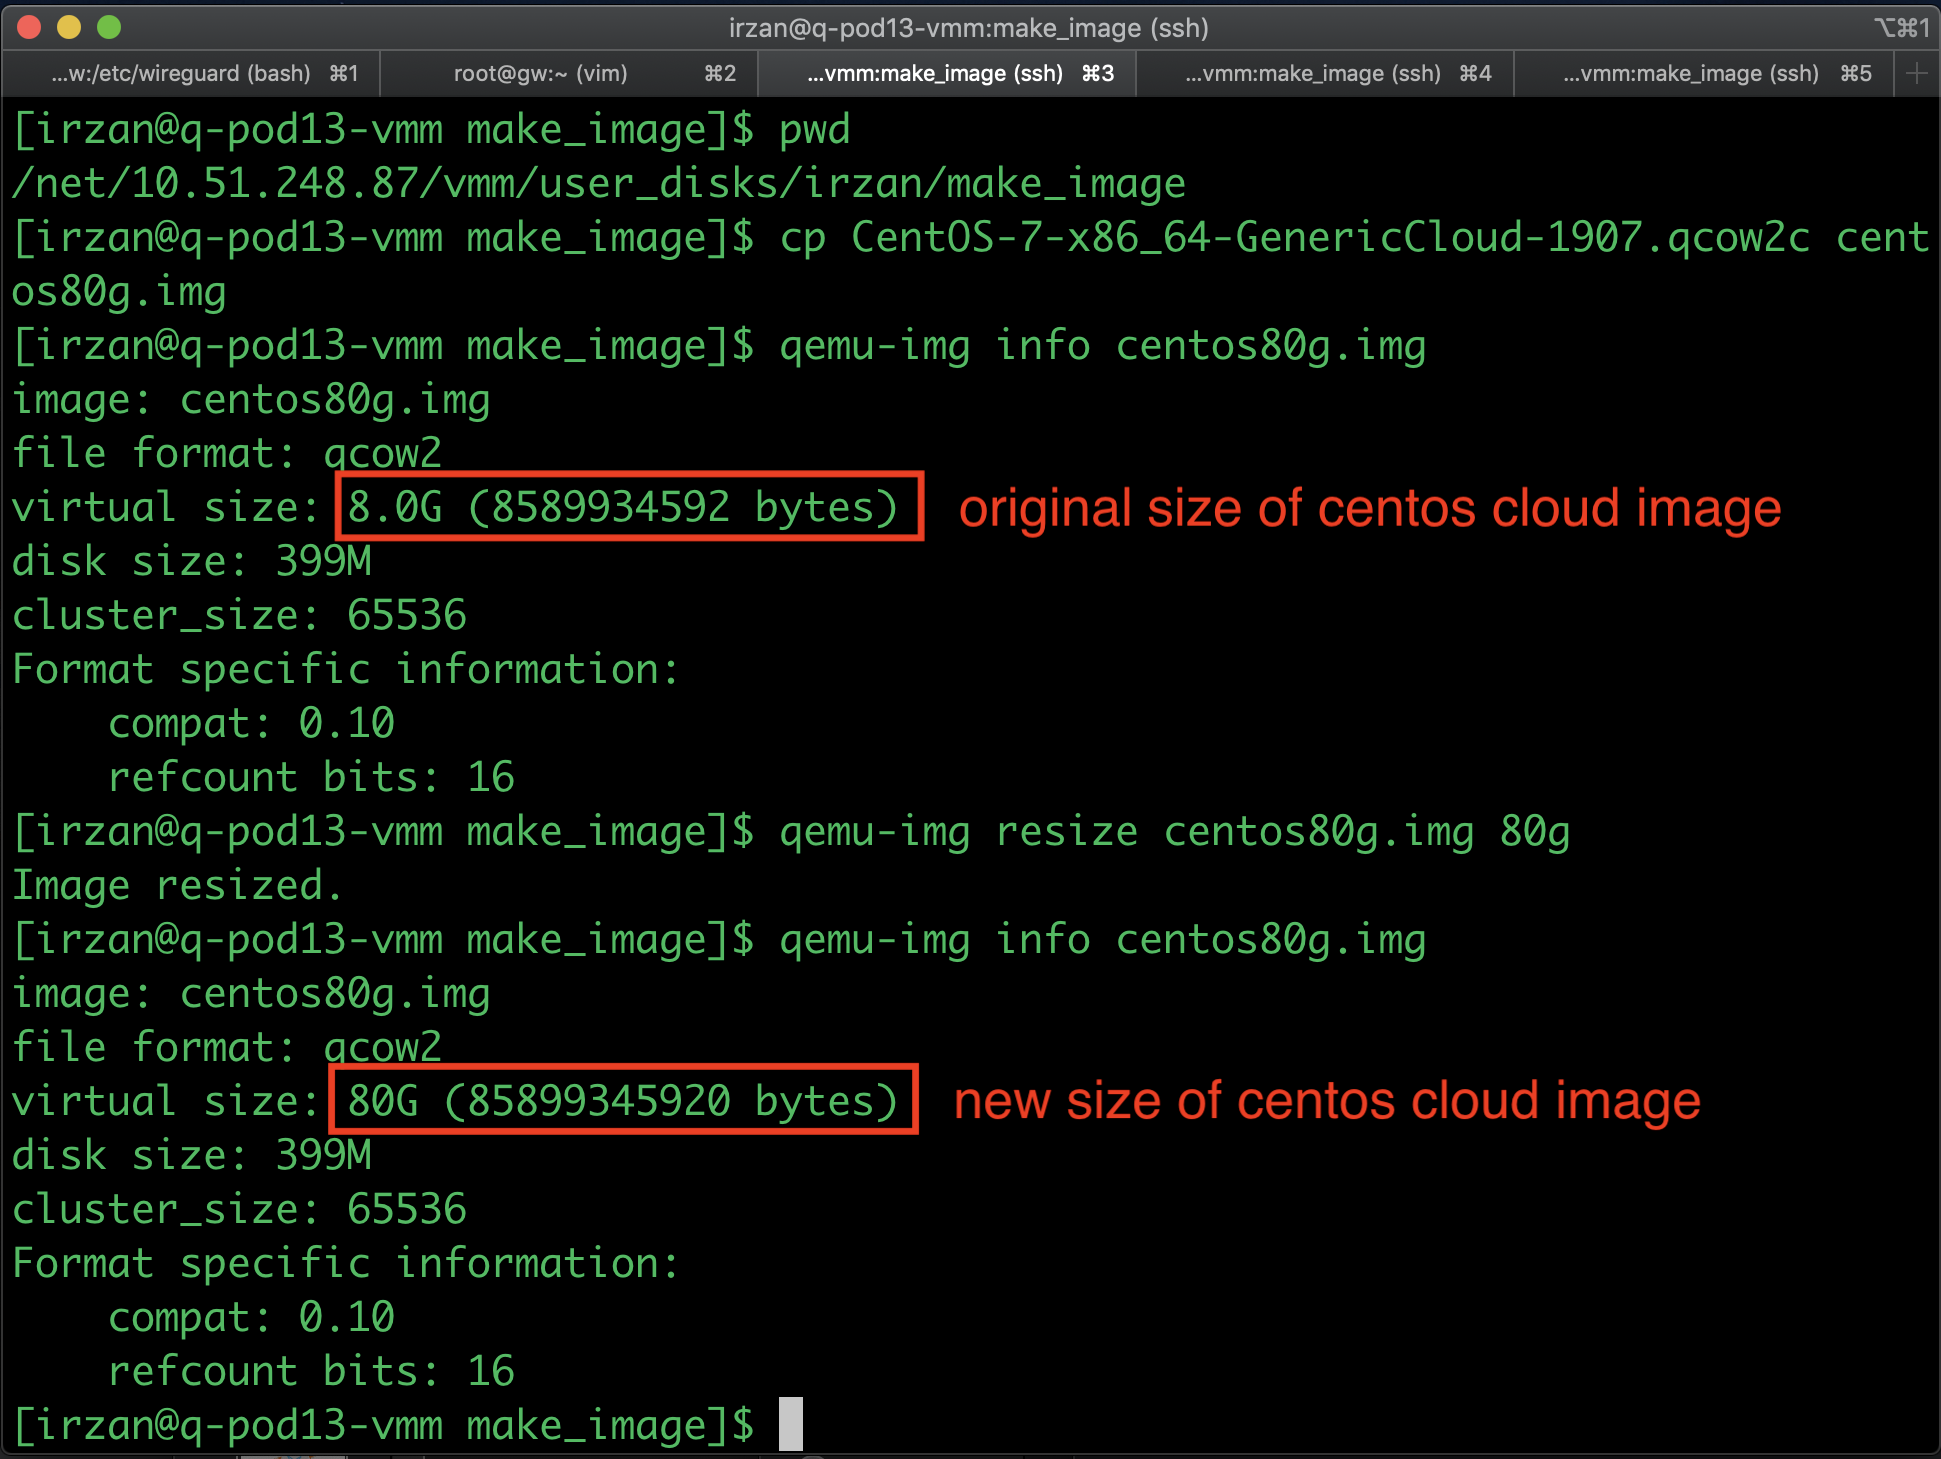 irzan@q-pod13-vmm:make_image (ssh) ⌥⌘1
...w:/etc/wireguard (bash) ⌘1 root@gw:~ (vim) ⌘2 ...vmm:make_image (ssh) ⌘3 ...vmm:make_image (ssh) ⌘4 ...vmm:make_image (ssh) ⌘5 +
[irzan@q-pod13-vmm make_image]$ pwd
/net/10.51.248.87/vmm/user_disks/irzan/make_image
[irzan@q-pod13-vmm make_image]$ cp CentOS-7-x86_64-GenericCloud-1907.qcow2c cent
os80g.img
[irzan@q-pod13-vmm make_image]$ qemu-img info centos80g.img
image: centos80g.img
file format: qcow2
virtual size: 8.0G (8589934592 bytes) original size of centos cloud image
disk size: 399M
cluster_size: 65536
Format specific information:
    compat: 0.10
    refcount bits: 16
[irzan@q-pod13-vmm make_image]$ qemu-img resize centos80g.img 80g
Image resized.
[irzan@q-pod13-vmm make_image]$ qemu-img info centos80g.img
image: centos80g.img
file format: qcow2
virtual size: 80G (85899345920 bytes) new size of centos cloud image
disk size: 399M
cluster_size: 65536
Format specific information:
    compat: 0.10
    refcount bits: 16
[irzan@q-pod13-vmm make_image]$